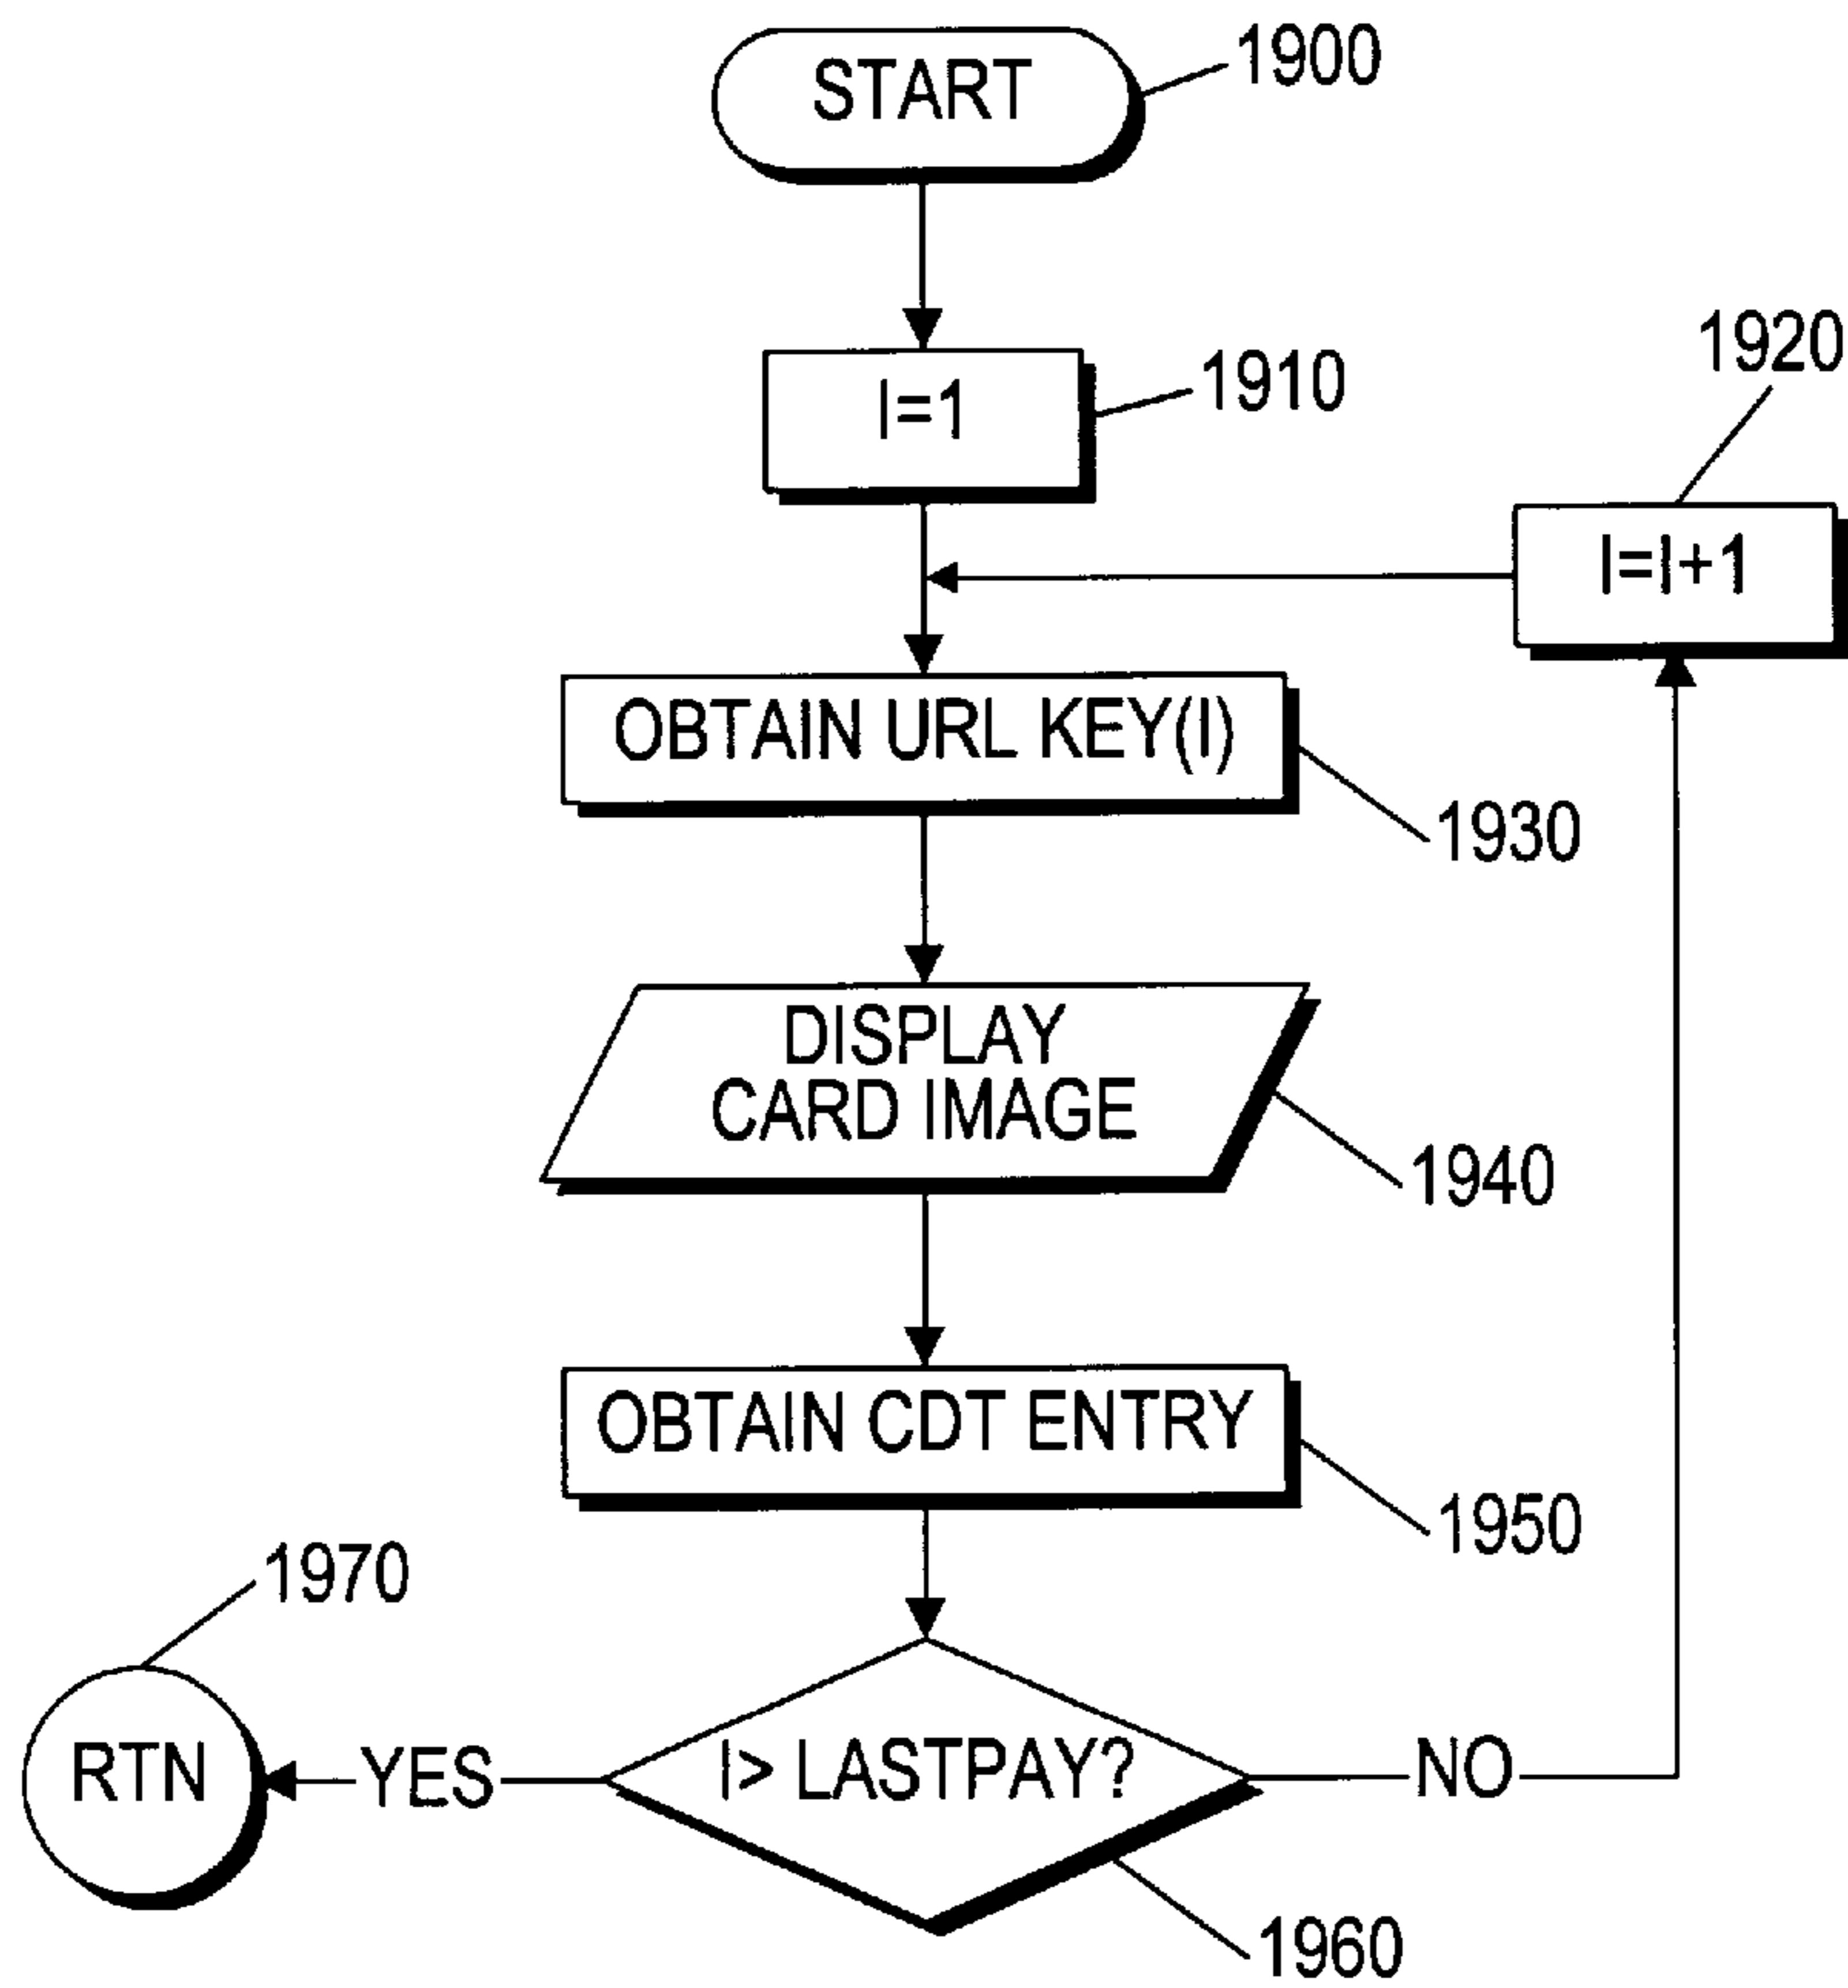 START
1900
I=1
1910
1920
I=I+1
OBTAIN URL KEY(I)
1930
DISPLAY
CARD IMAGE
1940
OBTAIN CDT ENTRY
1950
1970
RTN
YES
I> LASTPAY?
NO
1960